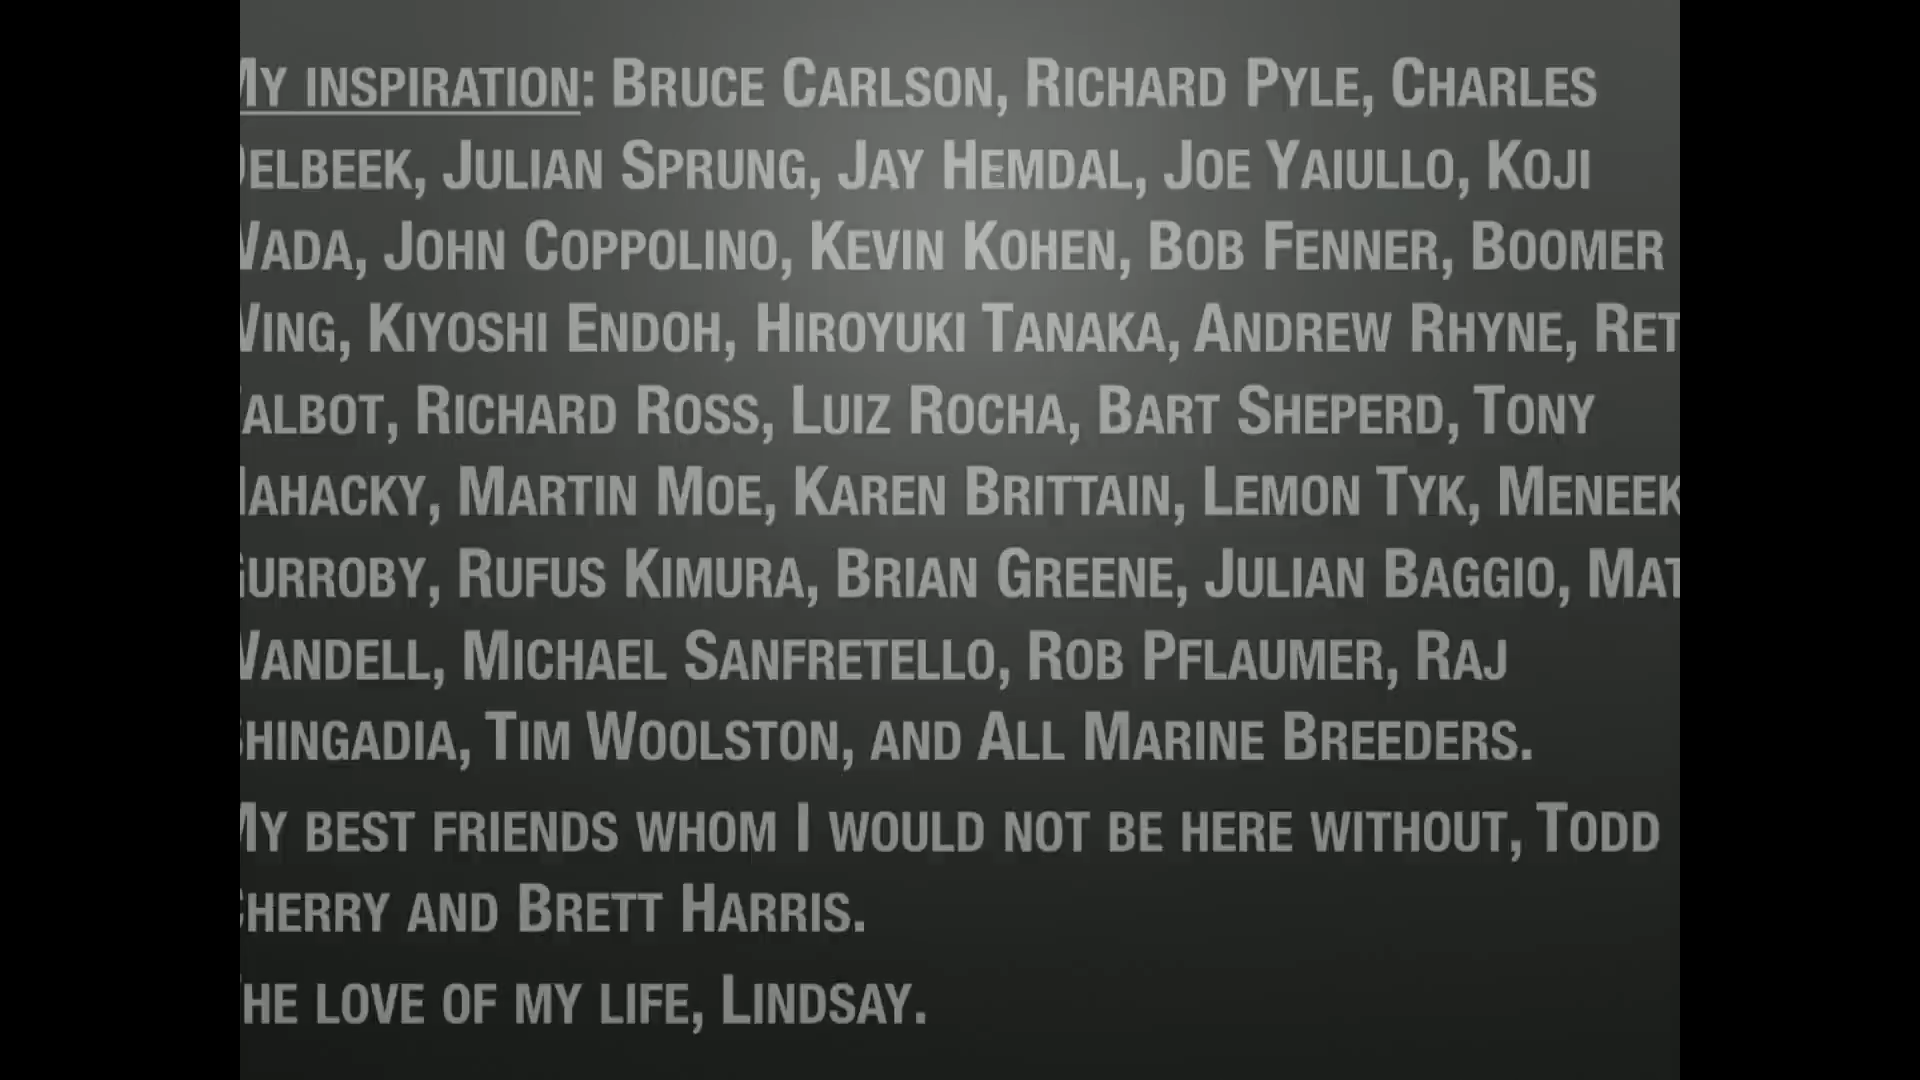 My inspiration: Bruce Carlson, Richard Pyle, Charles
Delbeek, Julian Sprung, Jay Hemdal, Joe Yaiullo, Koji
Wada, John Coppolino, Kevin Kohen, Bob Fenner, Boomer
Wing, Kiyoshi Endoh, Hiroyuki Tanaka, Andrew Rhyne, Ret
Talbot, Richard Ross, Luiz Rocha, Bart Sheperd, Tony
Nahacky, Martin Moe, Karen Brittain, Lemon Tyk, Meneek
Gurroby, Rufus Kimura, Brian Greene, Julian Baggio, Mat
Wandell, Michael Sanfretello, Rob Pflaumer, Raj
Shingadia, Tim Woolston, and All Marine Breeders.
My best friends whom I would not be here without, Todd
Cherry and Brett Harris.
The love of my life, Lindsay.